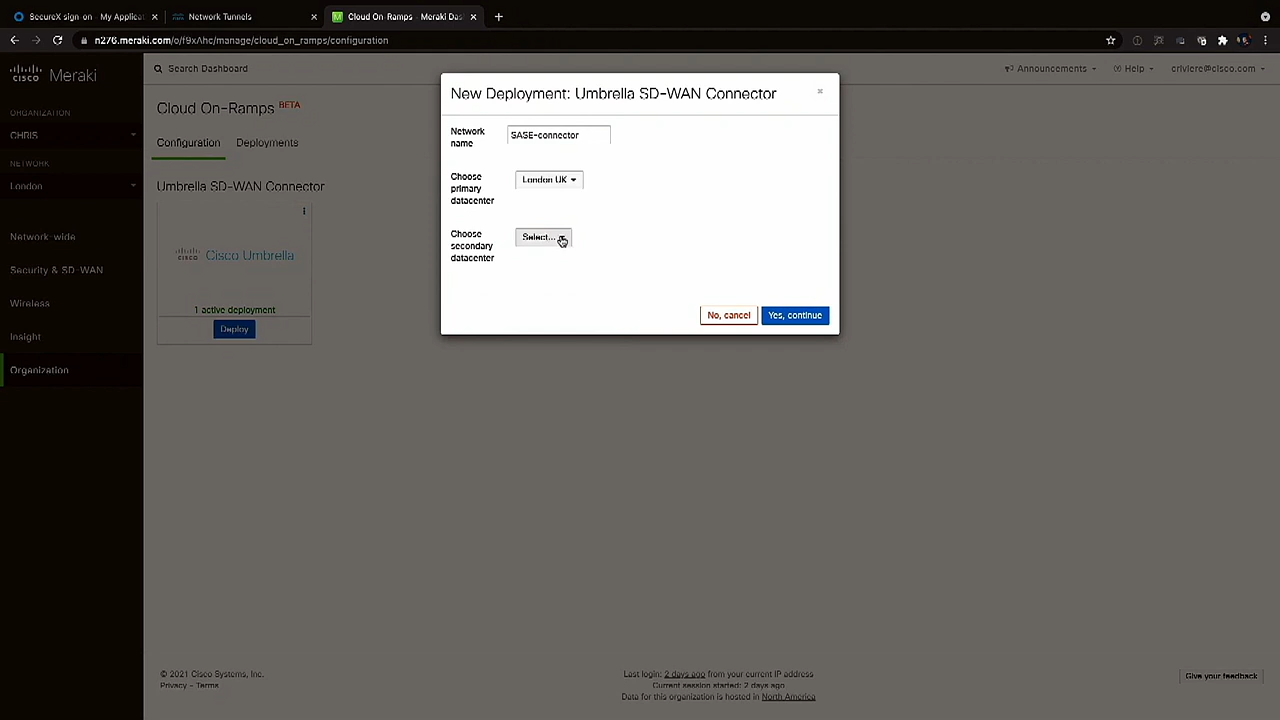 SecureX sign-on - My Applica
Network Tunnels
Cloud On-Ramps - Meraki Das
n276.meraki.com/o/f9xAhc/manage/cloud_on_ramps/configuration
CISCO Meraki
Search Dashboard
Announcements
Help
criviere@cisco.com
ORGANIZATION
CHRIS
NETWORK
London
Network-wide
Security & SD-WAN
Wireless
Insight
Organization
Cloud On-Ramps BETA
Configuration
Deployments
Umbrella SD-WAN Connector
CISCO Cisco Umbrella
1 active deployment
Deploy
New Deployment: Umbrella SD-WAN Connector
Network
name
SASE-connector
Choose
primary
datacenter
London UK
Choose
secondary
datacenter
Select...
No, cancel
Yes, continue
© 2021 Cisco Systems, Inc.
Privacy - Terms
Last login: 2 days ago from your current IP address
Current session started: 2 days ago
Data for this organization is hosted in North America
Give your feedback